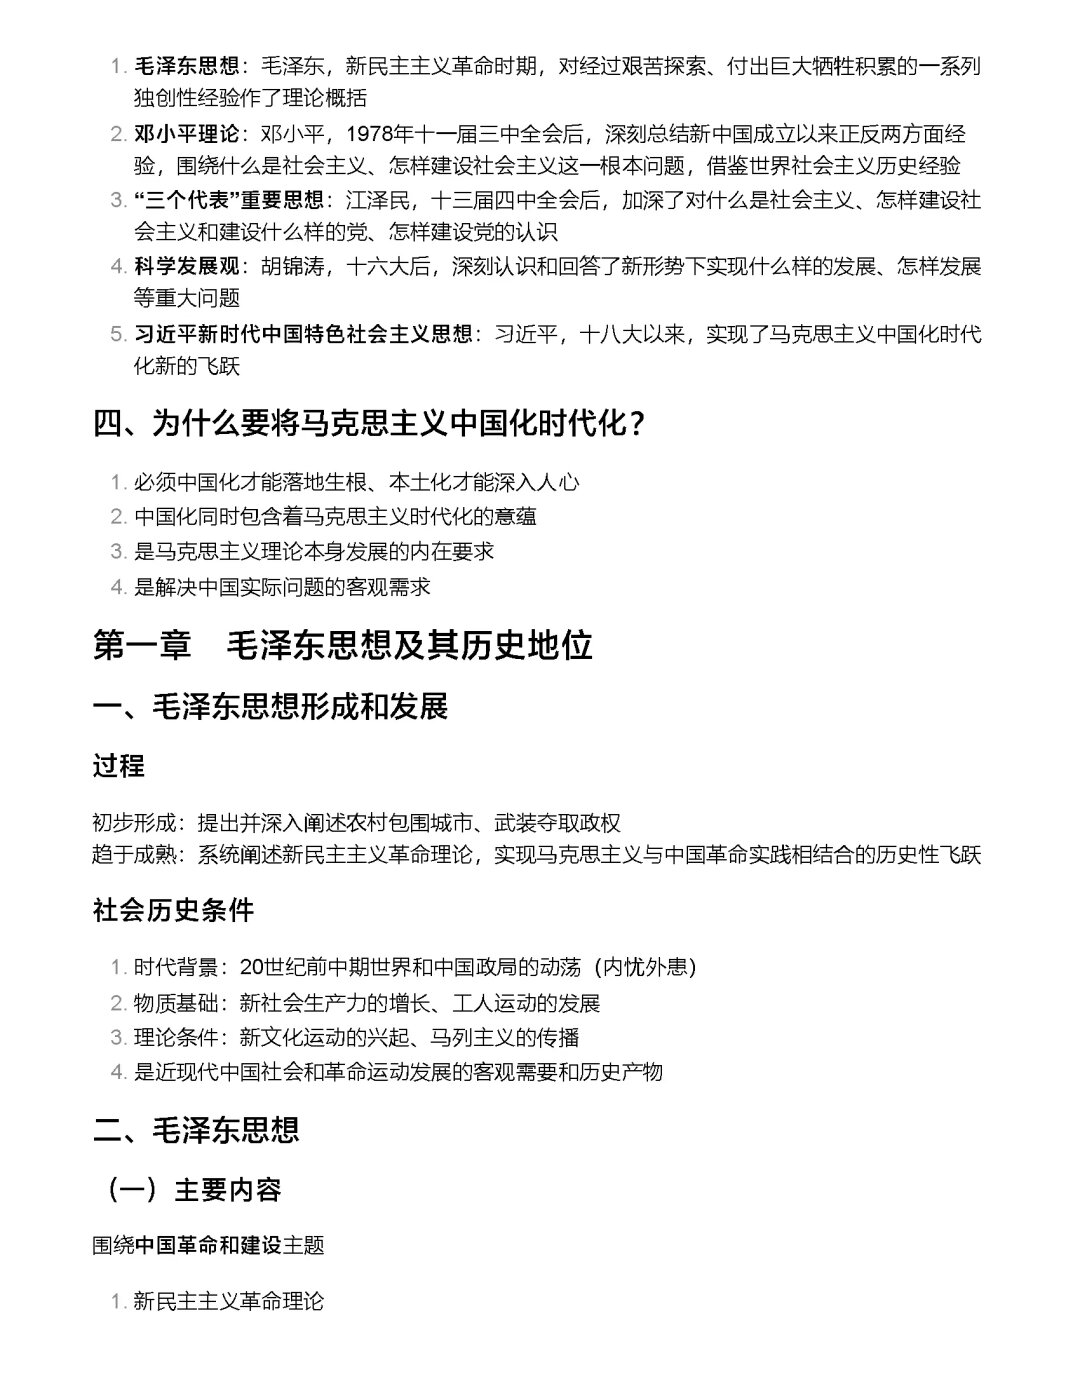 1. 毛泽东思想：毛泽东，新民主主义革命时期，对经过艰苦探索、付出巨大牺牲积累的一系列
独创性经验作了理论概括
2. 邓小平理论：邓小平，1978年十一届三中全会后，深刻总结新中国成立以来正反两方面经
验，围绕什么是社会主义、怎样建设社会主义这一根本问题，借鉴世界社会主义历史经验
3. “三个代表”重要思想：江泽民，十三届四中全会后，加深了对什么是社会主义、怎样建设社
会主义和建设什么样的党、怎样建设党的认识
4. 科学发展观：胡锦涛，十六大后，深刻认识和回答了新形势下实现什么样的发展、怎样发展
等重大问题
5. 习近平新时代中国特色社会主义思想：习近平，十八大以来，实现了马克思主义中国化时代
化新的飞跃
四、为什么要将马克思主义中国化时代化？
1. 必须中国化才能落地生根、本土化才能深入人心
2. 中国化同时包含着马克思主义时代化的意蕴
3. 是马克思主义理论本身发展的内在要求
4. 是解决中国实际问题的客观需求
第一章　毛泽东思想及其历史地位
一、毛泽东思想形成和发展
过程
初步形成：提出并深入阐述农村包围城市、武装夺取政权
趋于成熟：系统阐述新民主主义革命理论，实现马克思主义与中国革命实践相结合的历史性飞跃
社会历史条件
1. 时代背景：20世纪前中期世界和中国政局的动荡（内忧外患）
2. 物质基础：新社会生产力的增长、工人运动的发展
3. 理论条件：新文化运动的兴起、马列主义的传播
4. 是近现代中国社会和革命运动发展的客观需要和历史产物
二、毛泽东思想
（一）主要内容
围绕中国革命和建设主题
1. 新民主主义革命理论